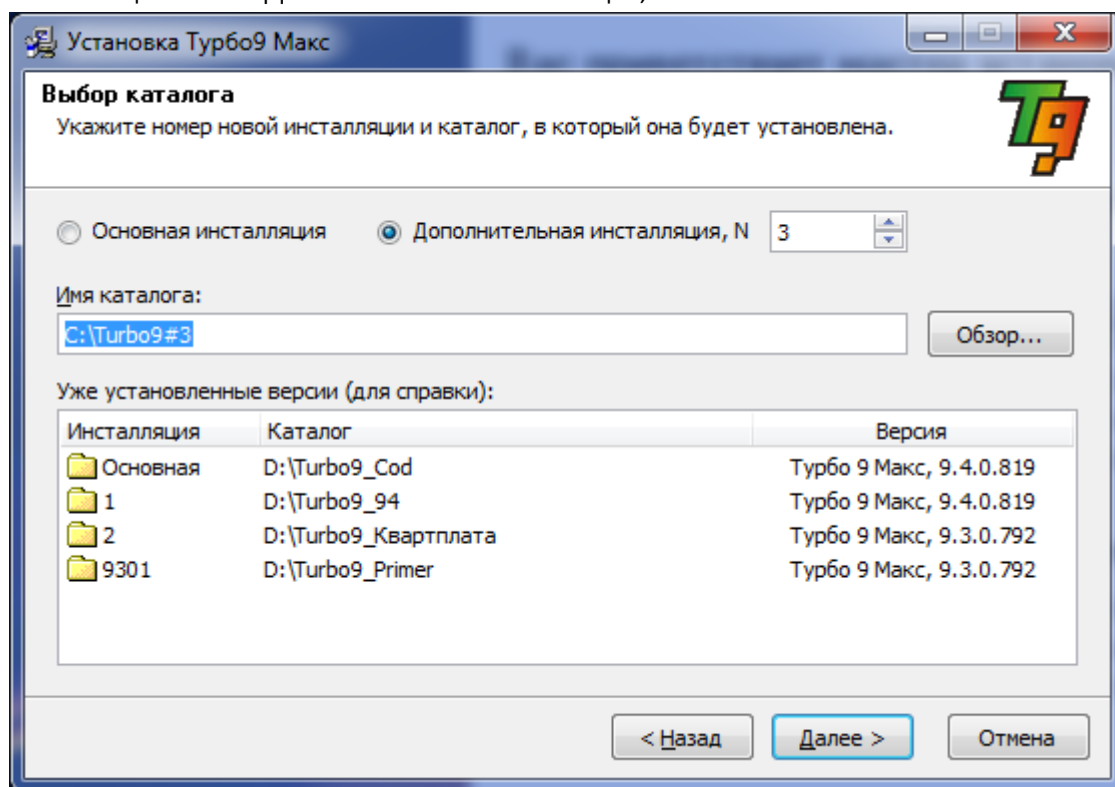 Установка Турбо9 Макс
Выбор каталога
Укажите номер новой инсталляции и каталог, в который она будет установлена.
Основная инсталляция Дополнительная инсталляция, N 3
Имя каталога:
C:\Turbo9#3 Обзор...
Уже установленные версии (для справки):
Инсталляция Каталог Версия
Основная D:\Turbo9_Cod Турбо 9 Макс, 9.4.0.819
1 D:\Turbo9_94 Турбо 9 Макс, 9.4.0.819
2 D:\Turbo9_Квартплата Турбо 9 Макс, 9.3.0.792
9301 D:\Turbo9_Primer Турбо 9 Макс, 9.3.0.792
< Назад Далее > Отмена